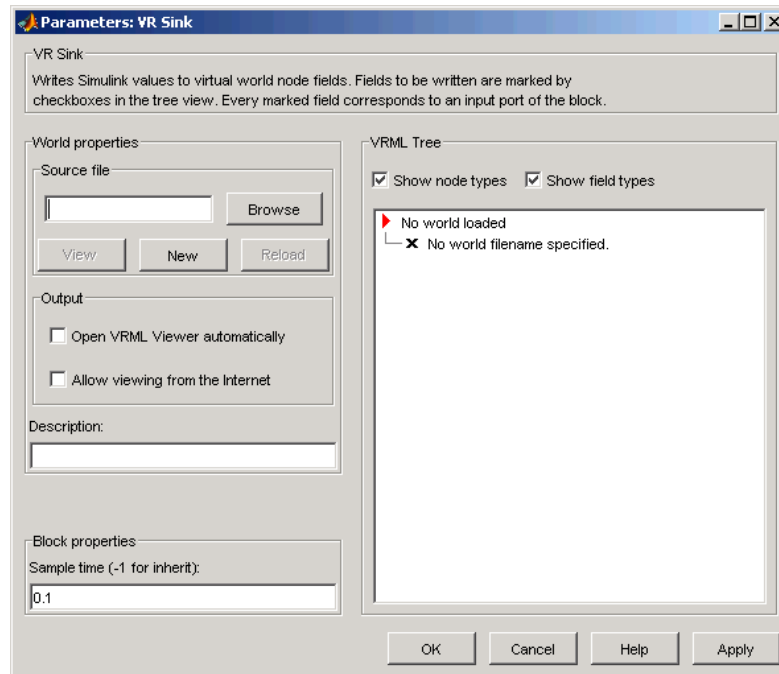 Parameters: VR Sink
VR Sink
Writes Simulink values to virtual world node fields. Fields to be written are marked by
checkboxes in the tree view. Every marked field corresponds to an input port of the block.
World properties
Source file
Browse
View New Reload
Output
Open VRML Viewer automatically
Allow viewing from the Internet
Description:
Block properties
Sample time (-1 for inherit):
0.1
VRML Tree
Show node types Show field types
No world loaded
No world filename specified.
OK Cancel Help Apply